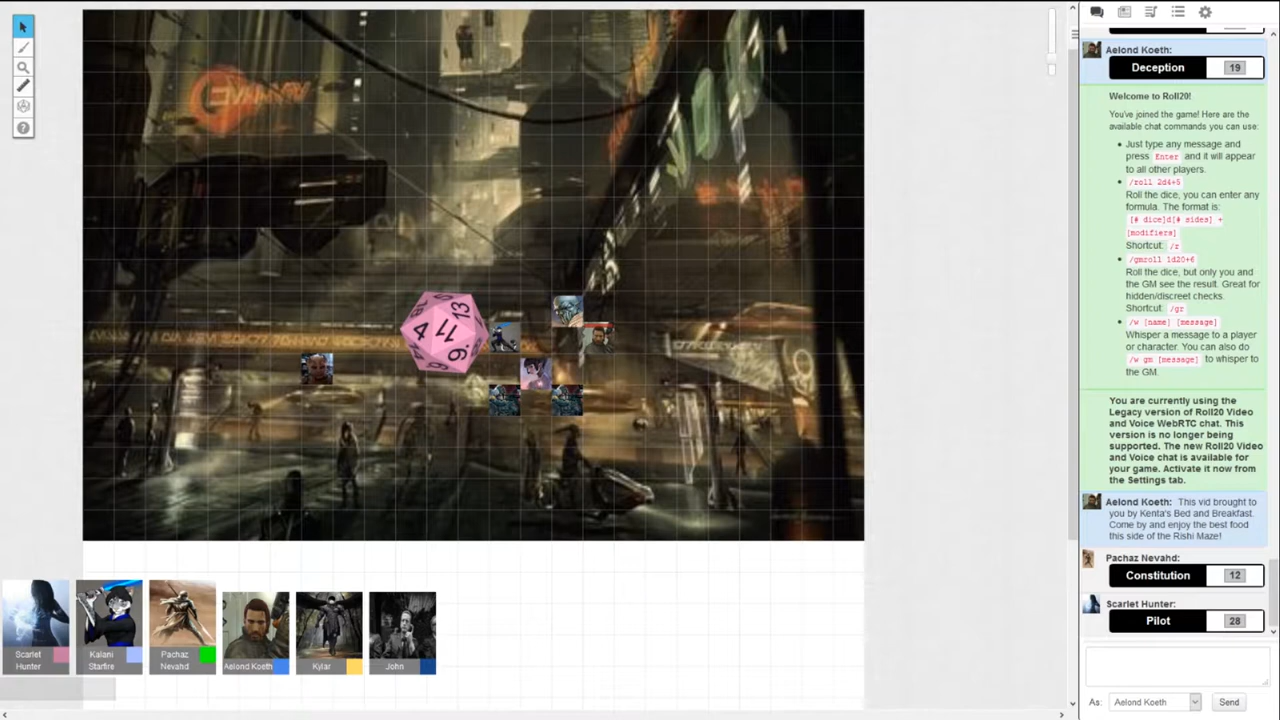 Aelond Koeth:
Deception 19
Welcome to Roll20!
You've joined the game! Here are the
available chat commands you can use:
Just type any message and
press Enter and it will appear
to all other players.
/roll 2d4+5
Roll the dice, you can enter any
formula. The format is:
[# dice]d[# sides] +
[modifiers]
Shortcut: /r
/gmroll 1d20+6
Roll the dice, but only you and
the GM see the result. Great for
hidden/discreet checks.
Shortcut: /gr
/w [name] [message]
Whisper a message to a player
or character. You can also do
/w gm [message] to whisper to
the GM.
You are currently using the
Legacy version of Roll20 Video
and Voice WebRTC chat. This
version is no longer being
supported. The new Roll20 Video
and Voice chat is available for
your game. Activate it now from
the Settings tab.
Aelond Koeth: This vid brought to
you by Kenta's Bed and Breakfast.
Come by and enjoy the best food
this side of the Rishi Maze!
Pachaz Nevahd:
Constitution 12
Scarlet Hunter:
Pilot 28
As: Aelond Koeth Send
13
4 11
Scarlet
Hunter
Kalani
Starfire
Pachaz
Nevahd
Aelond Koeth
Kylar
John